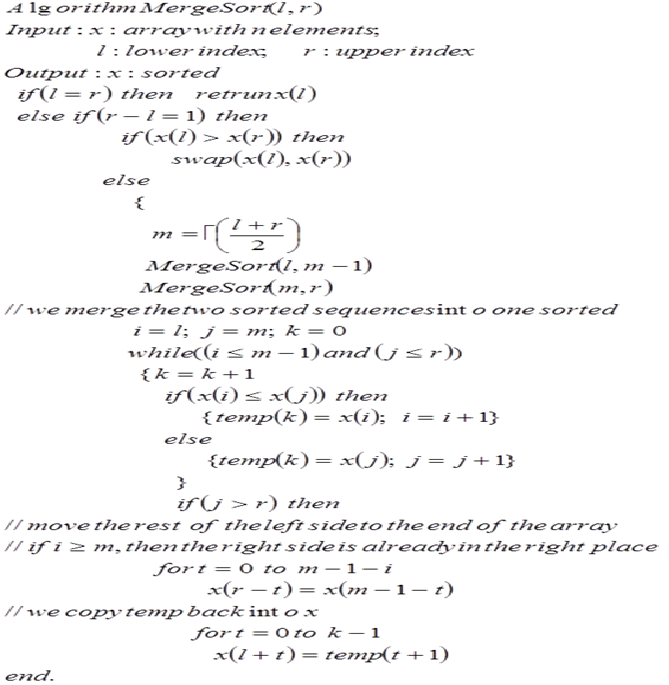 Algorithm MergeSort(l, r)
Input : x : array with n elements;
l : lower index; r : upper index
Output : x : sorted
if(l = r) then retrun x(l)
else if(r − l = 1) then
if(x(l) > x(r)) then
swap(x(l), x(r))
else
{
m = ⌈((l + r)/2)
MergeSort(l, m − 1)
MergeSort(m, r)
// we merge the two sorted sequences int o one sorted
i = l; j = m; k = 0
while((i ≤ m − 1) and (j ≤ r))
{k = k + 1
if(x(i) ≤ x(j)) then
{temp(k) = x(i); i = i + 1}
else
{temp(k) = x(j); j = j + 1}
}
if(j > r) then
// move the rest of the left side to the end of the array
// if i ≥ m, then the right side is already in the right place
for t = 0 to m − 1 − i
x(r − t) = x(m − 1 − t)
// we copy temp back int o x
for t = 0 to k − 1
x(l + t) = temp(t + 1)
end.